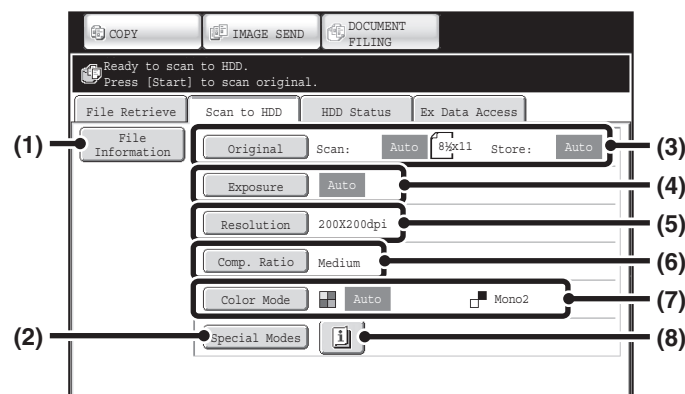 COPY
IMAGE SEND
DOCUMENT
FILING
Ready to scan to HDD.
Press [Start] to scan original.
File Retrieve
Scan to HDD
HDD Status
Ex Data Access
(1)
File
Information
Original
Scan:
Auto
8½x11
Store:
Auto
(3)
Exposure
Auto
(4)
Resolution
200X200dpi
(5)
Comp. Ratio
Medium
(6)
Color Mode
Auto
Mono2
(7)
(2)
Special Modes
(8)